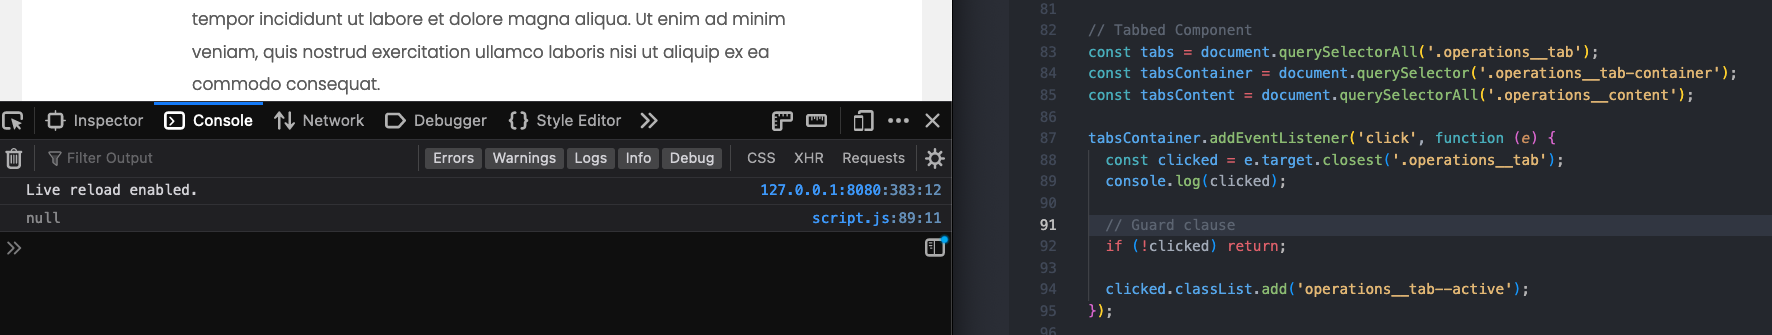 tempor incididunt ut labore et dolore magna aliqua. Ut enim ad minim
veniam, quis nostrud exercitation ullamco laboris nisi ut aliquip ex ea
commodo consequat.
Inspector Console Network Debugger Style Editor
Filter Output Errors Warnings Logs Info Debug CSS XHR Requests
Live reload enabled. 127.0.0.1:8080:383:12
null script.js:89:11
81
82 // Tabbed Component
83 const tabs = document.querySelectorAll('.operations__tab');
84 const tabsContainer = document.querySelector('.operations__tab-container');
85 const tabsContent = document.querySelectorAll('.operations__content');
86
87 tabsContainer.addEventListener('click', function (e) {
88 const clicked = e.target.closest('.operations__tab');
89 console.log(clicked);
90
91 // Guard clause
92 if (!clicked) return;
93
94 clicked.classList.add('operations__tab--active');
95 });
96